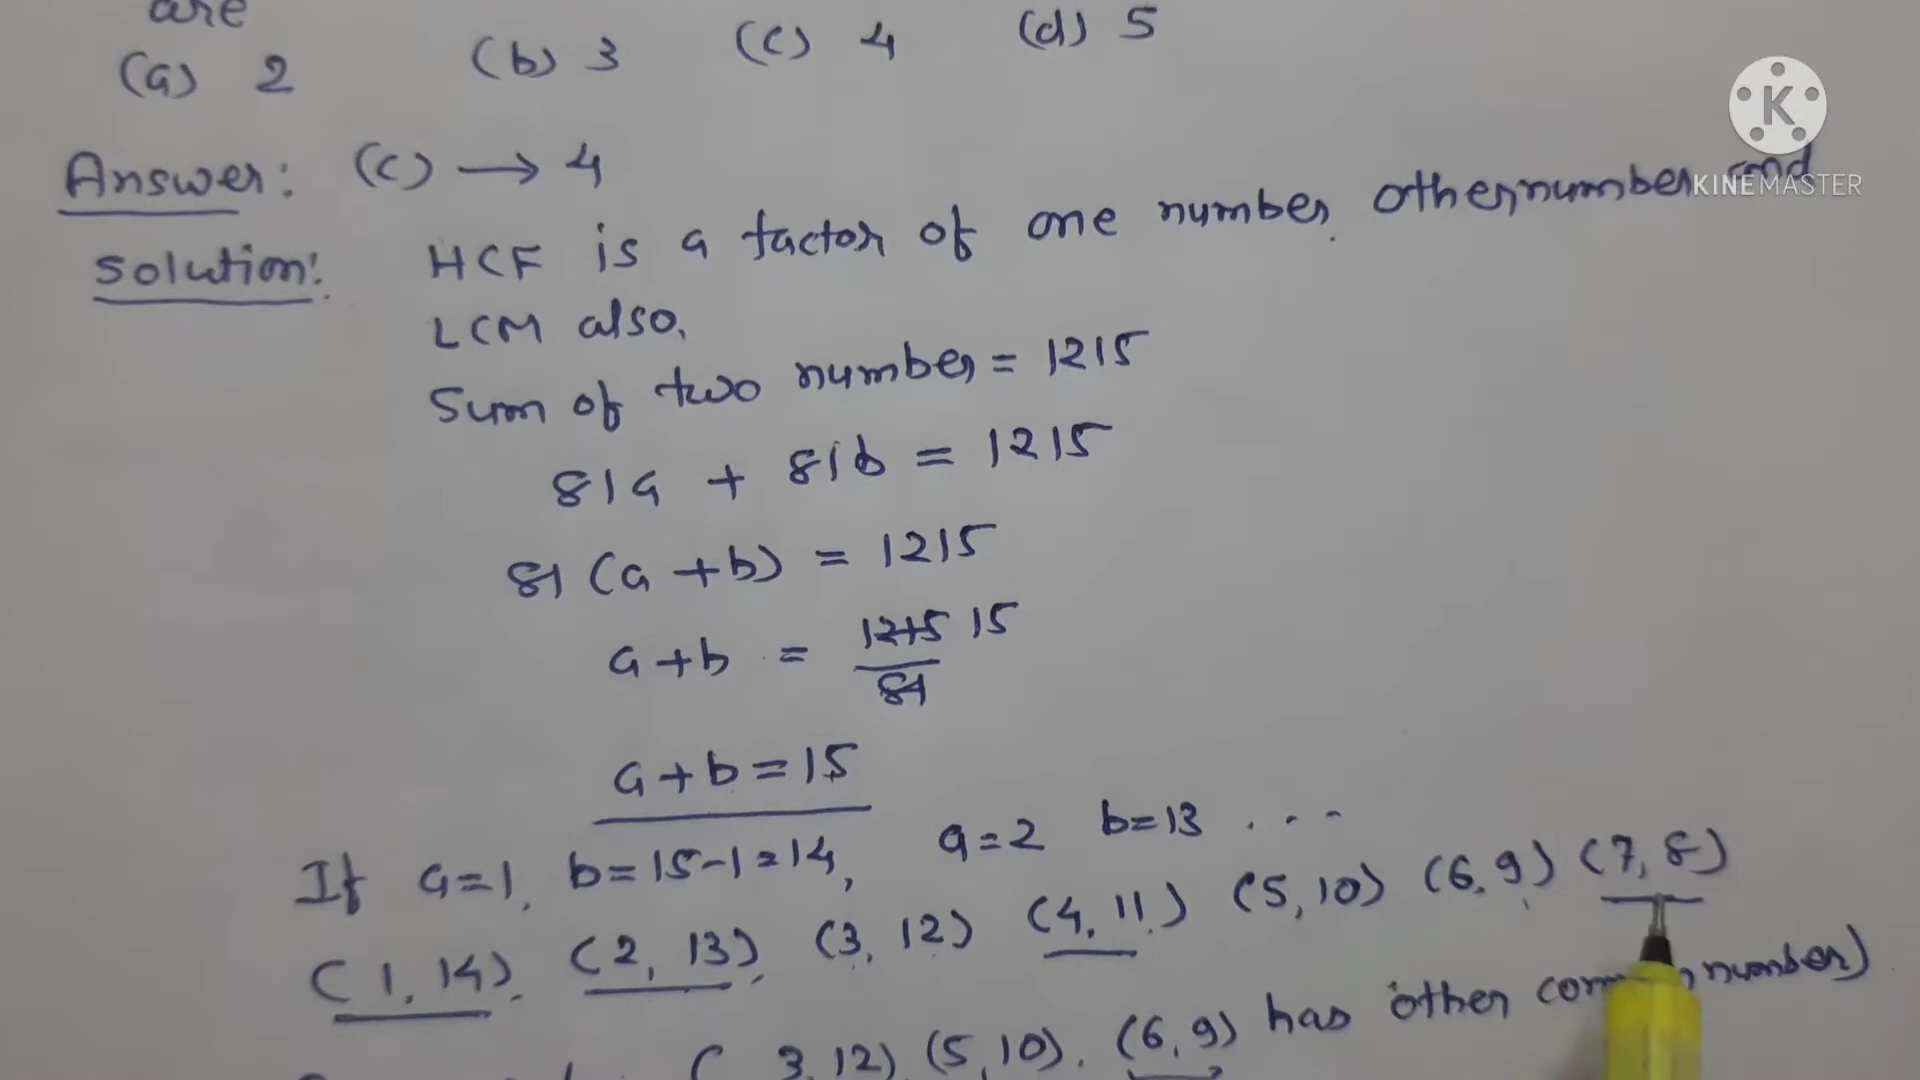 are
(a) 2 (b) 3 (c) 4 (d) 5
Answer: (c) → 4
Solution: HCF is a factor of one number, other number and
LCM also,
Sum of two number = 1215
81a + 81b = 1215
81 (a + b) = 1215
a + b = 1215/81 15
a + b = 15
If a=1, b=15-1=14, a=2 b=13 ...
(1, 14), (2, 13), (3, 12) (4, 11) (5, 10) (6, 9) (7, 8)
( 3, 12) (5, 10), (6, 9) has other number)
K
KINEMASTER